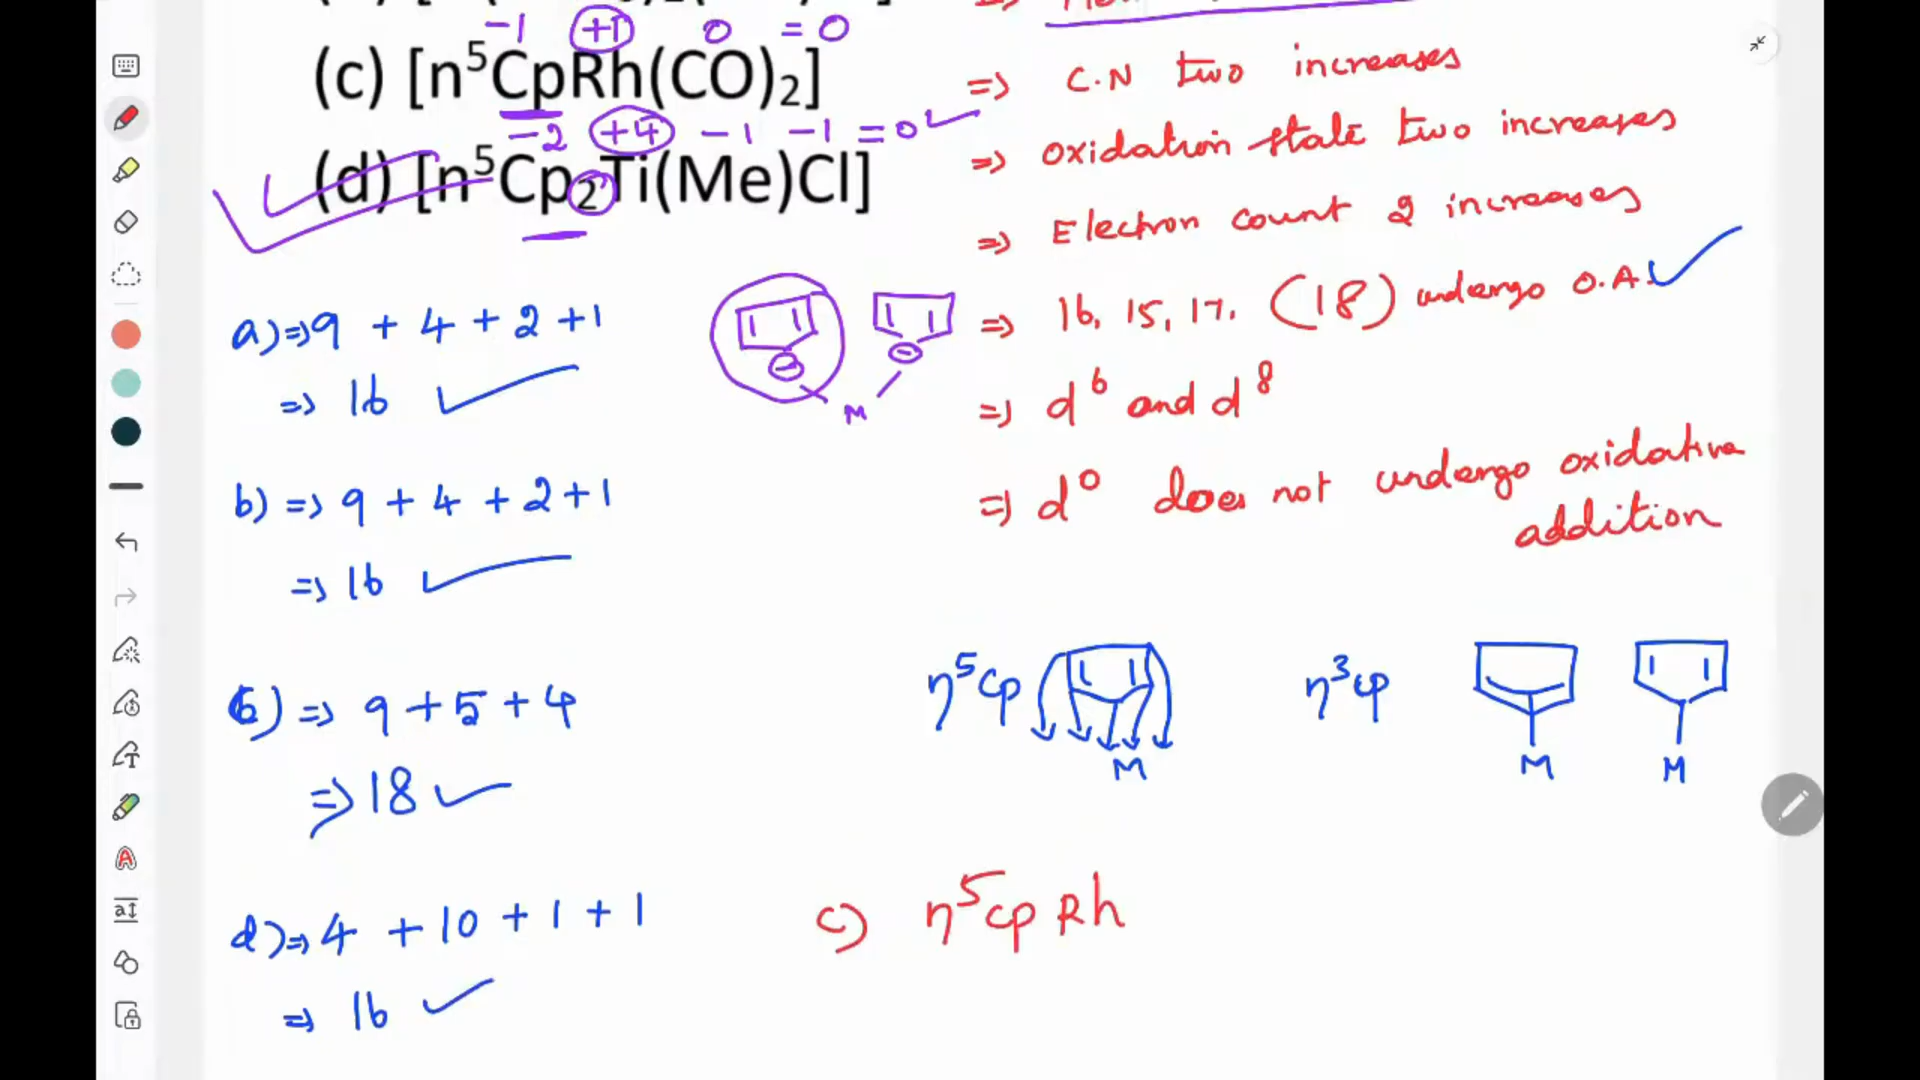 -1 +1 0 = 0
(c) [n⁵CpRh(CO)₂]
-2 +4 -1 -1 = 0
(d) [n⁵Cp₂Ti(Me)Cl]
⇒ C.N two increases
⇒ oxidation state two increases
⇒ Electron count 2 increases
⇒ 16, 15, 17, (18) undergo O.A.
⇒ d⁶ and d⁸
⇒ d⁰ does not undergo oxidative
addition
a) ⇒ 9 + 4 + 2 + 1
⇒ 16
M
b) ⇒ 9 + 4 + 2 + 1
⇒ 16
c) ⇒ 9 + 5 + 4
⇒ 18
η⁵Cp M
η³Cp M M
d) ⇒ 4 + 10 + 1 + 1
⇒ 16
c) η⁵Cp Rh